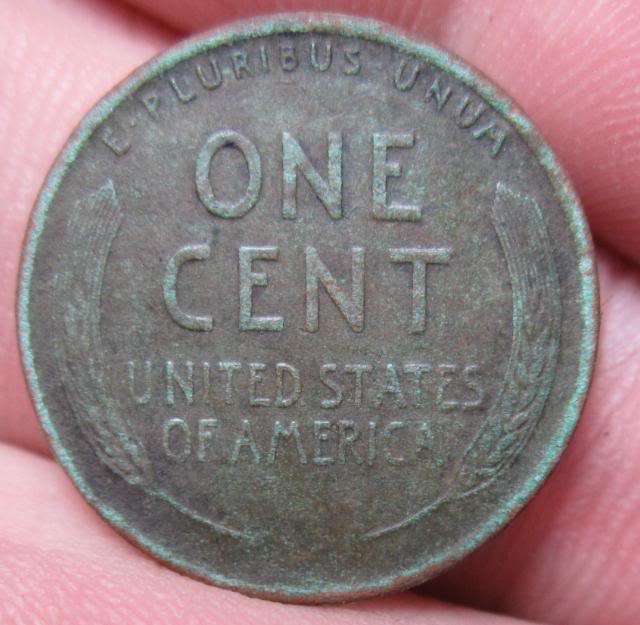 E·PLURIBUS UNUM
ONE
CENT
UNITED STATES
OF AMERICA